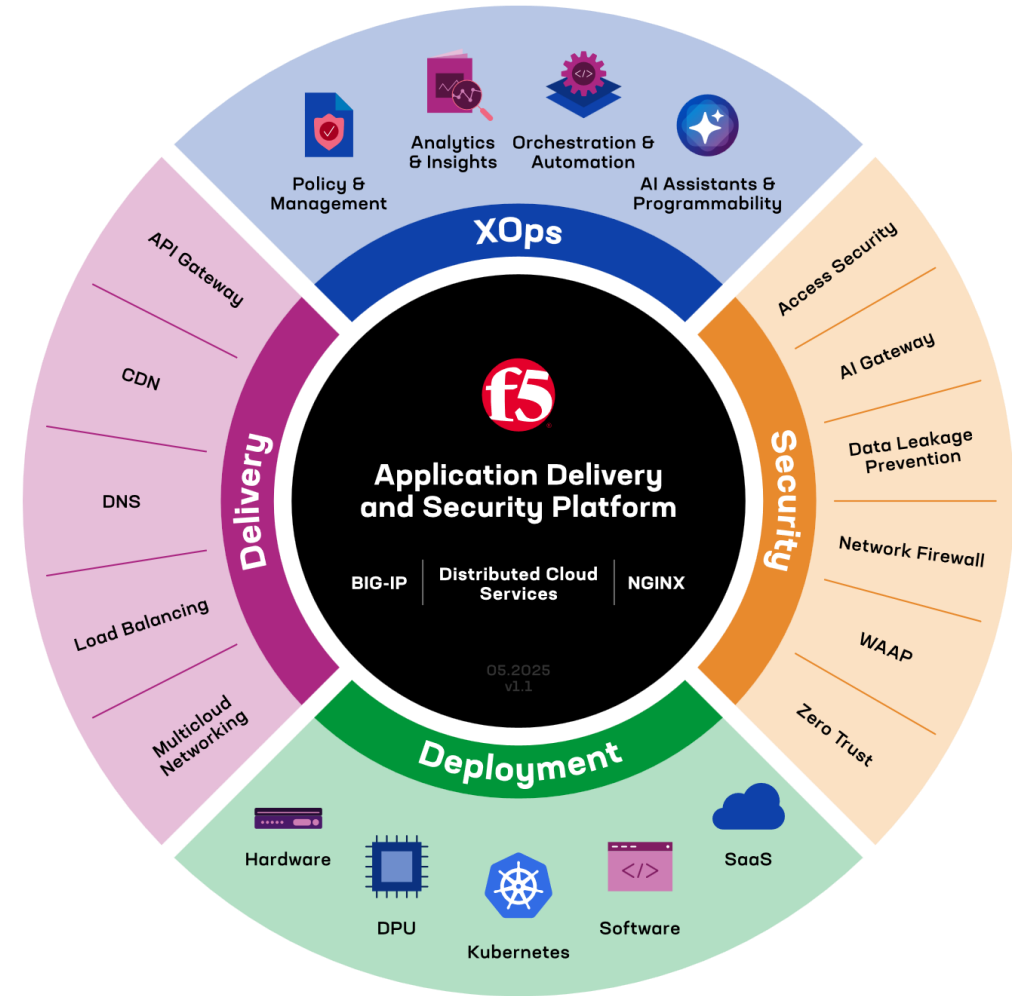 Policy &
Management
Analytics
& Insights
Orchestration &
Automation
AI Assistants &
Programmability
XOps
API Gateway
CDN
DNS
Load Balancing
Multicloud
Networking
Delivery
f5
Application Delivery
and Security Platform
BIG-IP
Distributed Cloud
Services
NGINX
05.2025
v1.1
Security
Access Security
AI Gateway
Data Leakage
Prevention
Network Firewall
WAAP
Zero Trust
Deployment
Hardware
DPU
Kubernetes
</>
Software
SaaS